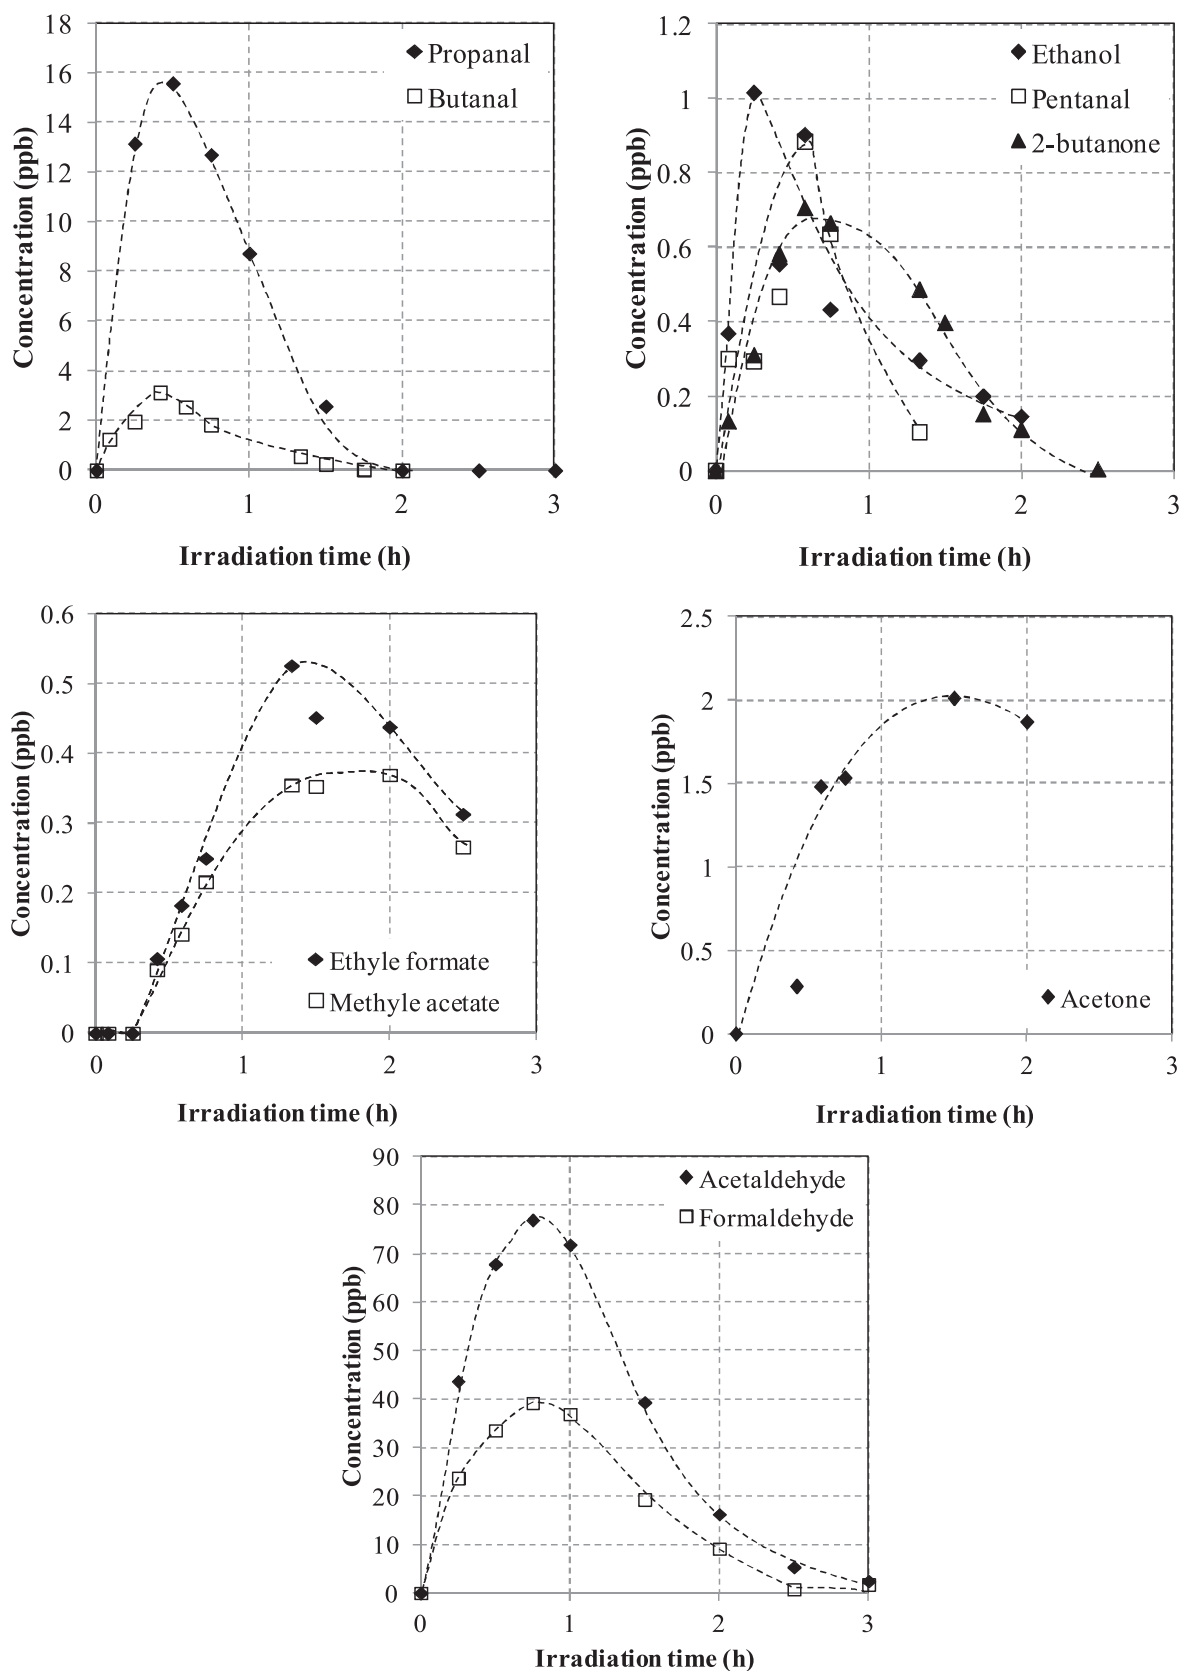 18
16
14
12
10
8
6
4
2
0
Concentration (ppb)
Propanal
Butanal
0 1 2 3
Irradiation time (h)
1.2
1
0.8
0.6
0.4
0.2
0
Concentration (ppb)
Ethanol
Pentanal
2-butanone
0 1 2 3
Irradiation time (h)
0.6
0.5
0.4
0.3
0.2
0.1
0
Concentration (ppb)
Ethyle formate
Methyle acetate
0 1 2 3
Irradiation time (h)
2.5
2
1.5
1
0.5
0
Concentration (ppb)
Acetone
0 1 2 3
Irradiation time (h)
90
80
70
60
50
40
30
20
10
0
Concentration (ppb)
Acetaldehyde
Formaldehyde
0 1 2 3
Irradiation time (h)